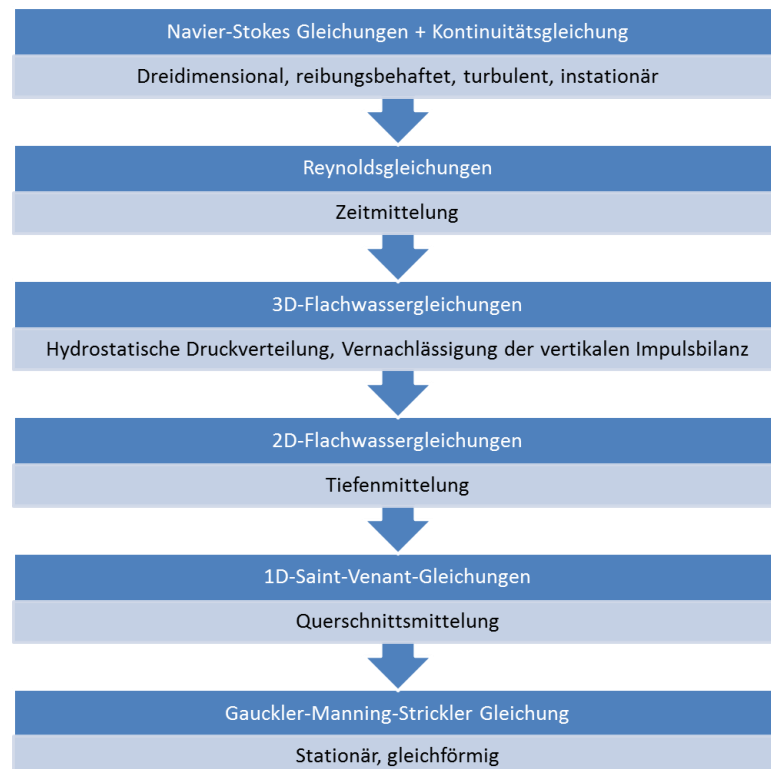 Navier-Stokes Gleichungen + Kontinuitätsgleichung
Dreidimensional, reibungsbehaftet, turbulent, instationär
Reynoldsgleichungen
Zeitmittelung
3D-Flachwassergleichungen
Hydrostatische Druckverteilung, Vernachlässigung der vertikalen Impulsbilanz
2D-Flachwassergleichungen
Tiefenmittelung
1D-Saint-Venant-Gleichungen
Querschnittsmittelung
Gauckler-Manning-Strickler Gleichung
Stationär, gleichförmig